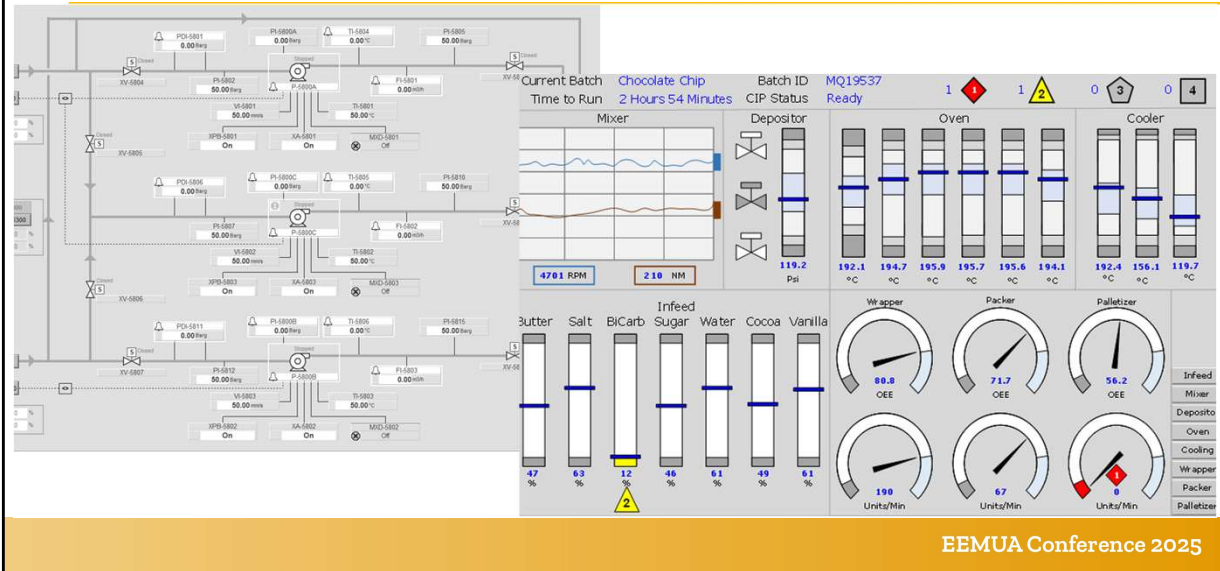 PDI-5801
0.00 Barg
PI-5800A
0.00 Barg
TI-5804
0.00 °C
PI-5805
50.00 Barg
S Closed
XV-5804
PI-5802
50.00 Barg
P-5800A
FI-5801
0.00 m3/h
VI-5801
50.00 mm/s
TI-5801
50.00 °C
XPB-5801
On
XA-5801
On
MXD-5801
Off
Closed
S
XV-5805
PDI-5806
0.00 Barg
PI-5800C
0.00 Barg
TI-5805
0.00 °C
PI-5810
50.00 Barg
Stopped
PI-5807
50.00 Barg
P-5800C
FI-5802
0.00 m3/h
VI-5802
50.00 mm/s
TI-5802
50.00 °C
XPB-5803
On
XA-5803
On
MXD-5803
Off
S
XV-5806
PDI-5811
0.00 Barg
PI-5800B
0.00 Barg
TI-5806
0.00 °C
PI-5815
50.00 Barg
S Closed
Stopped
XV-5807
PI-5812
50.00 Barg
P-5800B
FI-5803
0.00 m3/h
VI-5803
50.00 mm/s
TI-5803
50.00 °C
XPB-5802
On
XA-5802
On
MXD-5802
Off
Current Batch Chocolate Chip Batch ID MQ19537
Time to Run 2 Hours 54 Minutes CIP Status Ready
1 1 1 2 0 3 0 4
Mixer Depositor Oven Cooler
4701 RPM 210 NM
119.2
Psi
192.1 194.7 195.9 195.7 195.6 194.1
°C °C °C °C °C °C
192.4 156.1 119.7
°C °C °C
Infeed
Butter Salt BiCarb Sugar Water Cocoa Vanilla
47 63 12 46 61 49 61
% % % % % % %
2
Wrapper Packer Palletizer
80.8 71.7 56.2
OEE OEE OEE
190 67 1 0
Units/Min Units/Min Units/Min
Infeed
Mixer
Deposito
Oven
Cooling
Wrapper
Packer
Palletizer
EEMUA Conference 2025